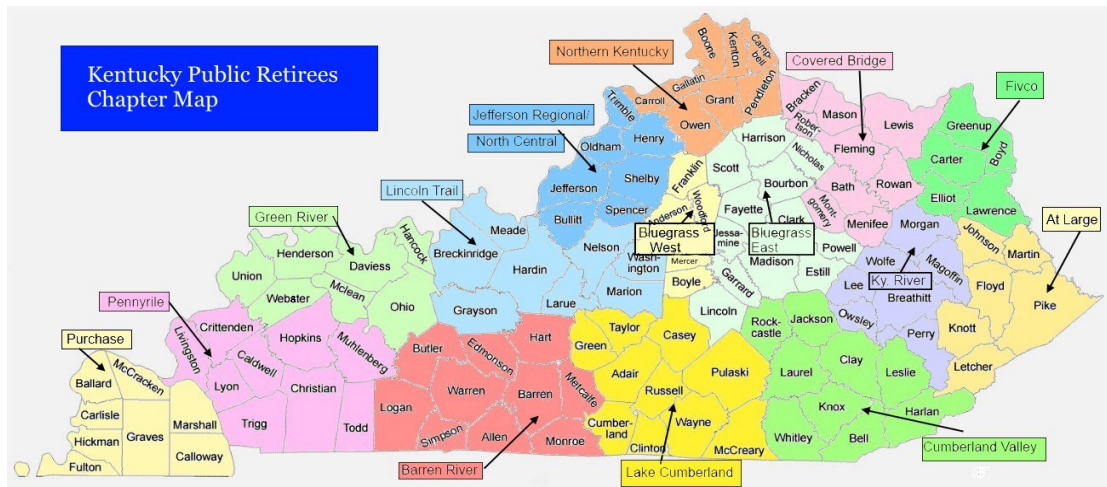 Kentucky Public Retirees
Chapter Map
Northern Kentucky
Covered Bridge
Fivco
Jefferson Regional/
North Central
Lincoln Trail
Green River
At Large
Pennyrile
Purchase
Bluegrass
West
Bluegrass
East
Ky. River
Barren River
Lake Cumberland
Cumberland Valley
Boone
Kenton
Camp-
bell
Gallatin
Carroll
Grant
Pendleton
Owen
Trimble
Henry
Oldham
Jefferson
Shelby
Bullitt
Spencer
Bracken
Mason
Lewis
Rober-
tson
Fleming
Bath
Rowan
Mont-
gomery
Menifee
Greenup
Carter
Boyd
Elliot
Lawrence
Harrison
Scott
Nicholas
Bourbon
Fayette
Clark
Jessa-
mine
Madison
Powell
Estill
Garrard
Lincoln
Franklin
Woodford
Anderson
Mercer
Boyle
Meade
Breckinridge
Hardin
Nelson
Wash-
ington
Marion
Larue
Grayson
Hancock
Henderson
Daviess
Union
Webster
Mclean
Ohio
Morgan
Wolfe
Magoffin
Lee
Breathitt
Owsley
Perry
Johnson
Martin
Floyd
Pike
Knott
Letcher
Crittenden
Livingston
Hopkins
Caldwell
Muhlenberg
Lyon
Christian
Trigg
Todd
Ballard
McCracken
Carlisle
Hickman
Graves
Marshall
Fulton
Calloway
Butler
Edmonson
Hart
Warren
Barren
Metcalfe
Logan
Simpson
Allen
Monroe
Taylor
Green
Casey
Adair
Russell
Pulaski
Cumber-
land
Wayne
Clinton
McCreary
Rock-
castle
Jackson
Laurel
Clay
Leslie
Knox
Harlan
Whitley
Bell